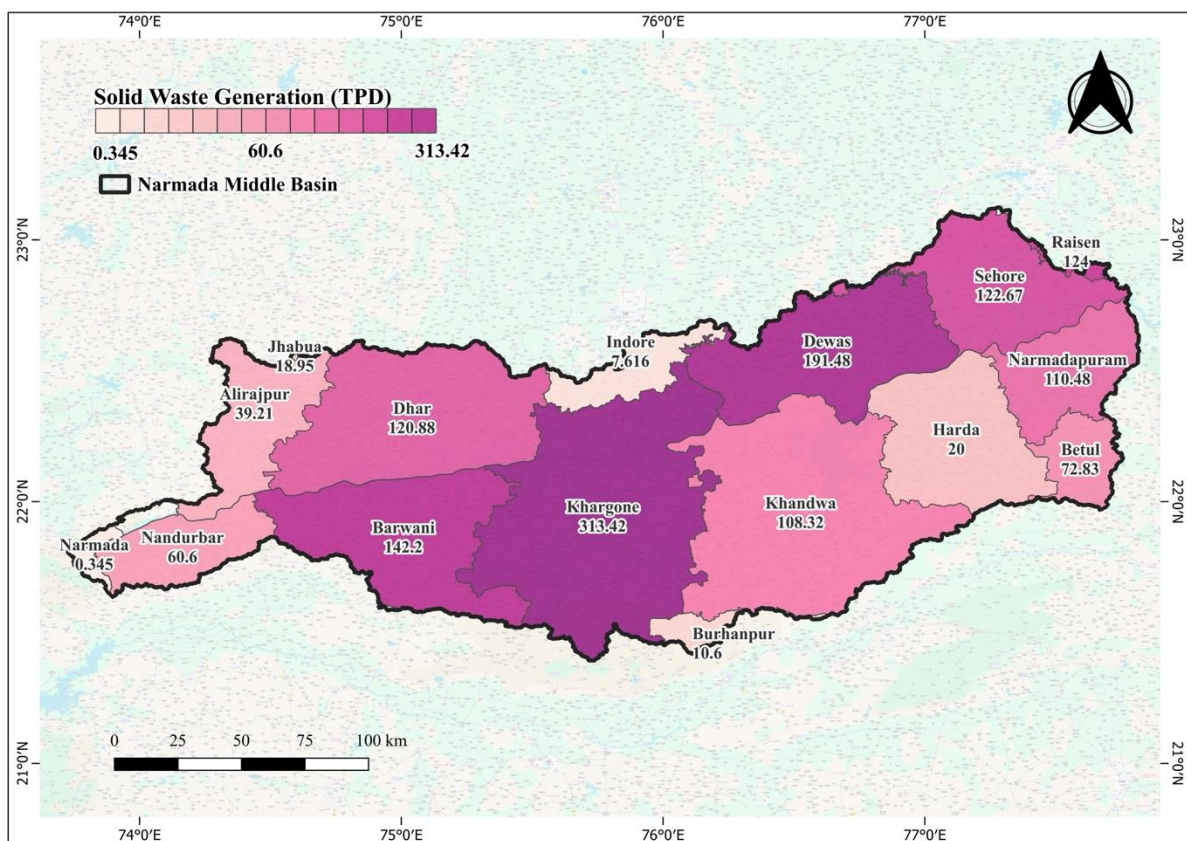 74°0'E 75°0'E 76°0'E 77°0'E
Solid Waste Generation (TPD)
0.345 60.6 313.42
Narmada Middle Basin
23°0'N
23°0'N
Raisen
124
Sehore
122.67
Jhabua
18.95
Indore
7.616
Dewas
191.48
Narmadapuram
110.48
Alirajpur
39.21
Dhar
120.88
Harda
20
Betul
72.83
22°0'N
22°0'N
Khargone
313.42
Khandwa
108.32
Barwani
142.2
Narmada
0.345
Nandurbar
60.6
Burhanpur
10.6
0 25 50 75 100 km
21°0'N
21°0'N
74°0'E 75°0'E 76°0'E 77°0'E